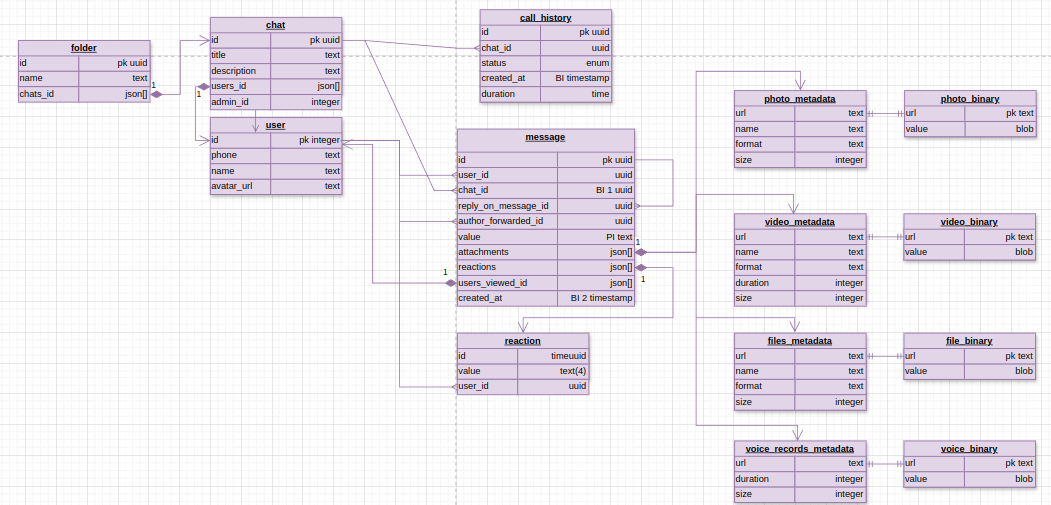 folder
id pk uuid
name text
chats_id json[]
1
chat
id pk uuid
title text
description text
users_id json[]
admin_id integer
1
user
id pk integer
phone text
name text
avatar_url text
call_history
id pk uuid
chat_id uuid
status enum
created_at BI timestamp
duration time
message
id pk uuid
user_id uuid
chat_id BI 1 uuid
reply_on_message_id uuid
author_forwarded_id uuid
value PI text
attachments json[]
reactions json[]
users_viewed_id json[]
created_at BI 2 timestamp
1
1
1
reaction
id timeuuid
value text(4)
user_id uuid
photo_metadata
url text
name text
format text
size integer
photo_binary
url pk text
value blob
video_metadata
url text
name text
format text
duration integer
size integer
video_binary
url pk text
value blob
files_metadata
url text
name text
format text
size integer
file_binary
url pk text
value blob
voice_records_metadata
url text
duration integer
size integer
voice_binary
url pk text
value blob